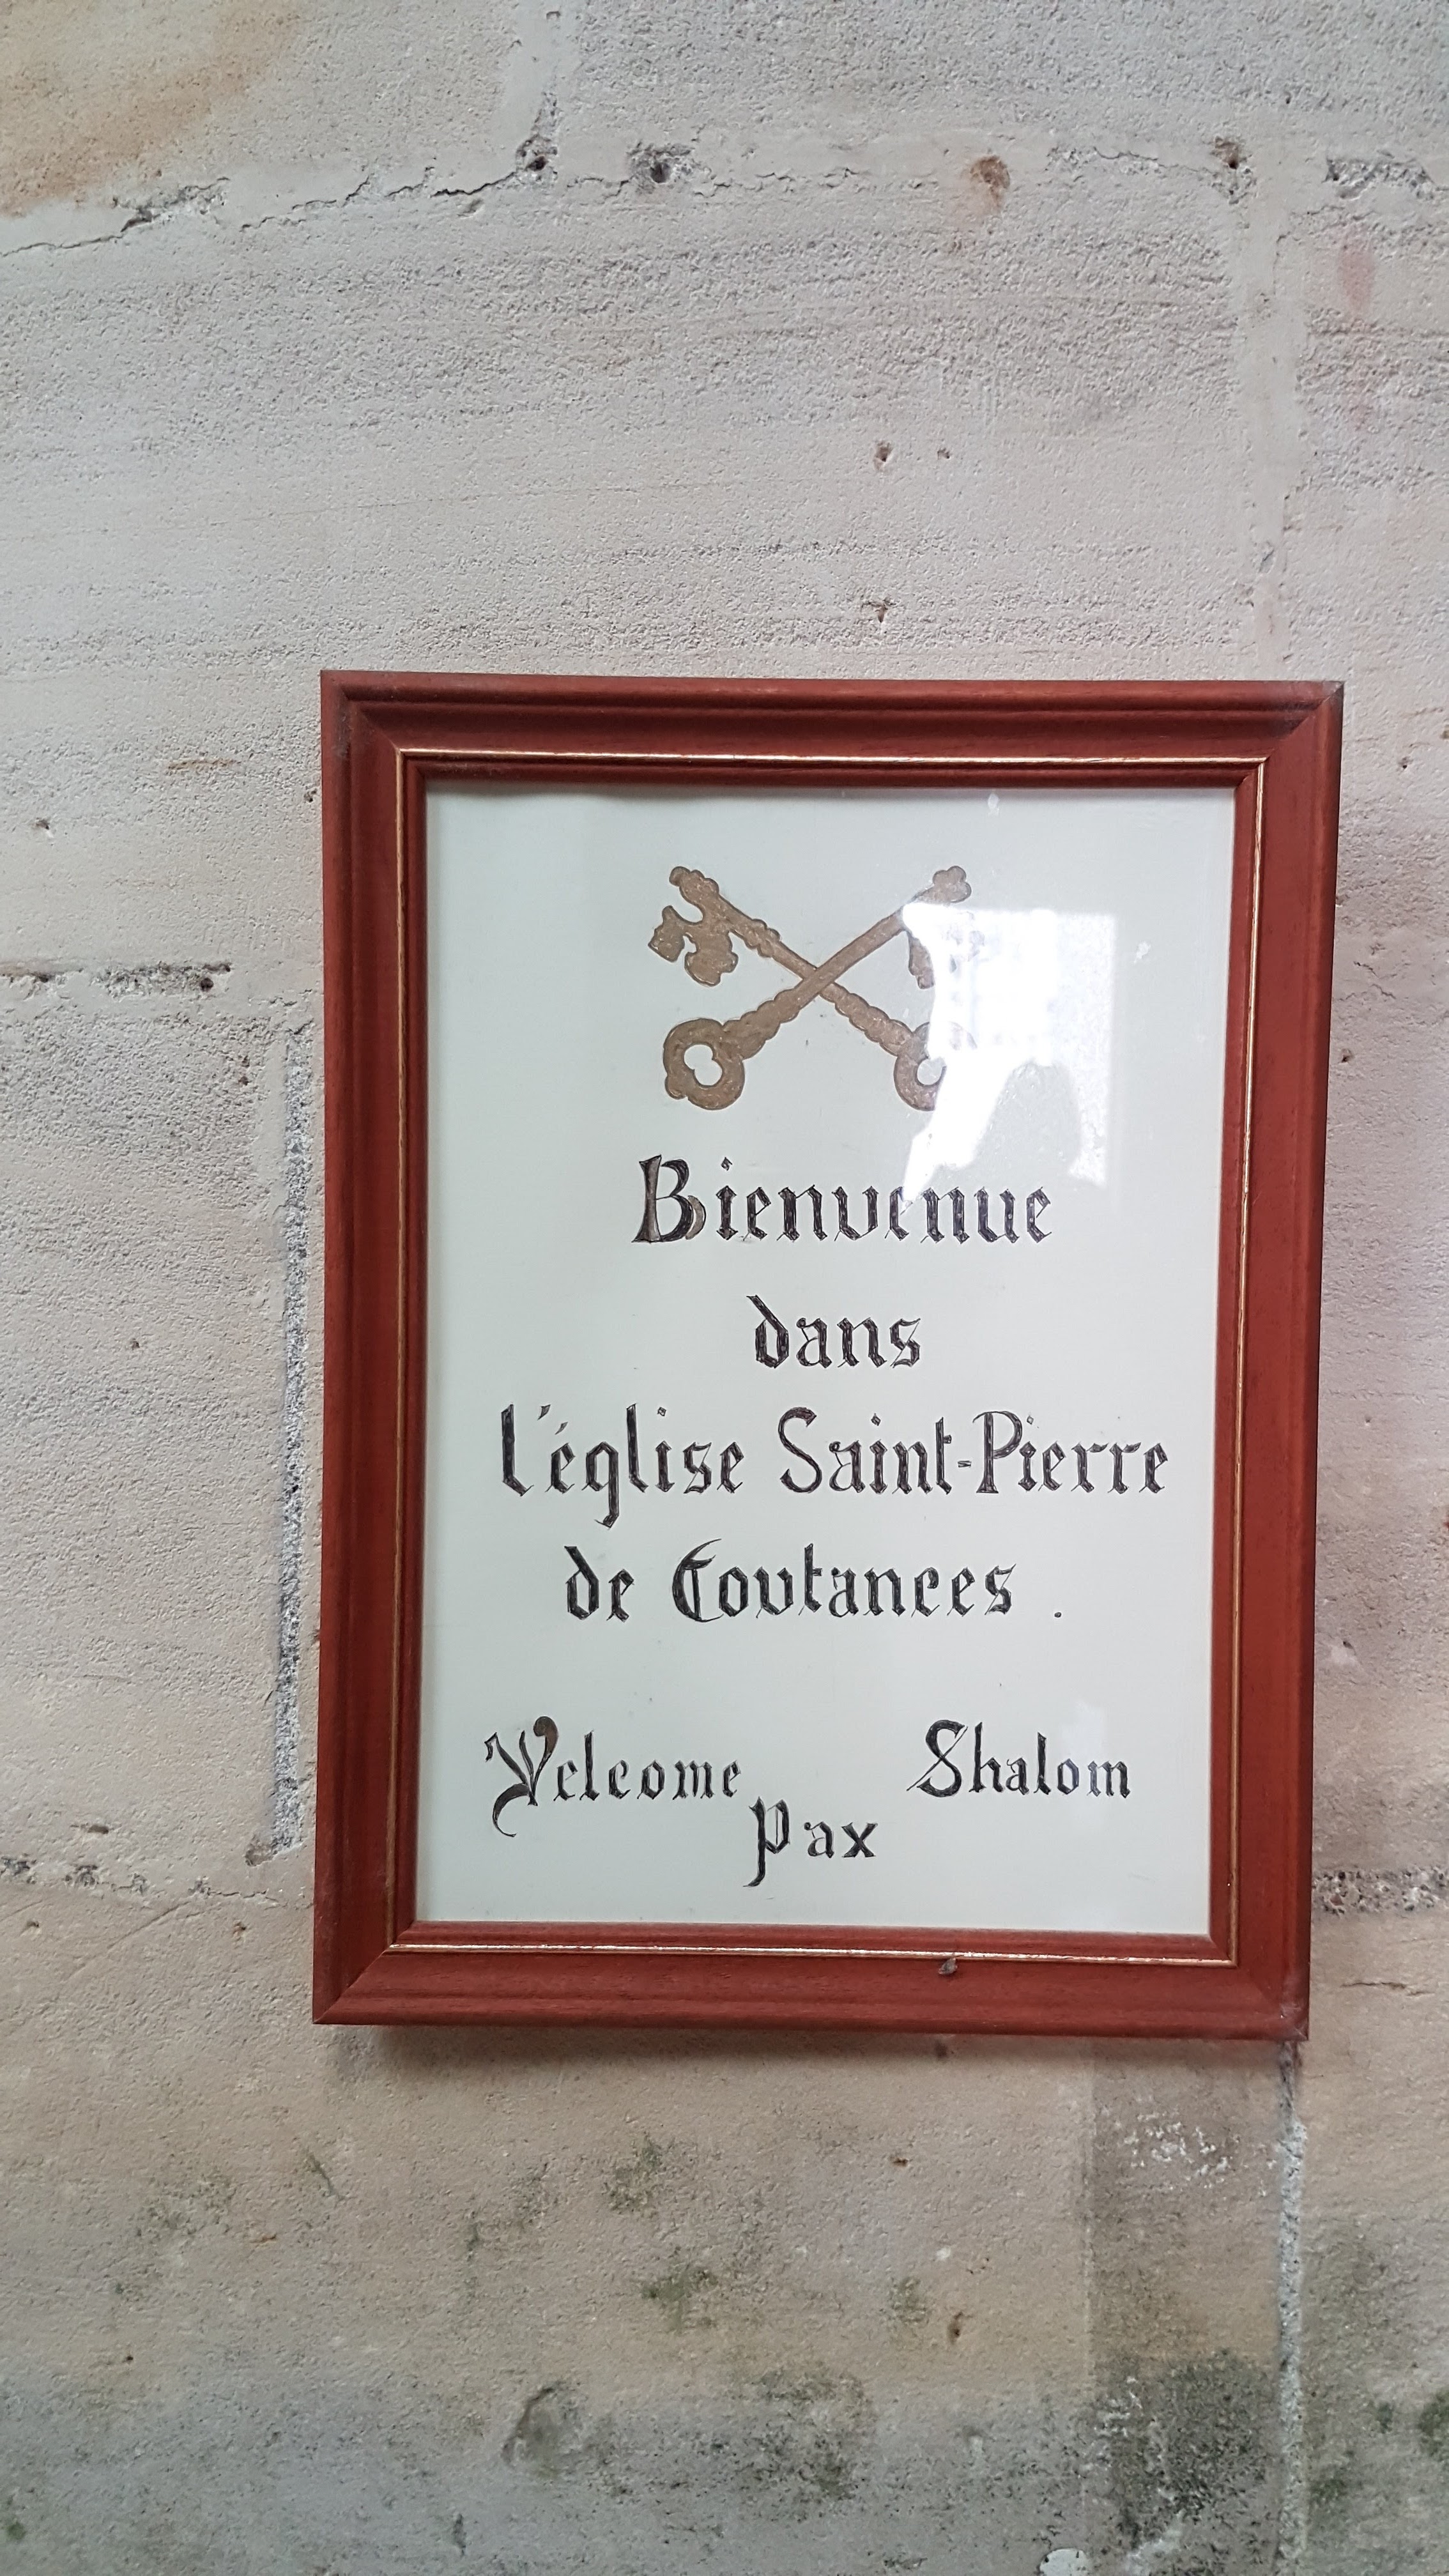 Bienvenue
dans
l'église Saint-Pierre
de Coutances .
Welcome Shalom
Pax